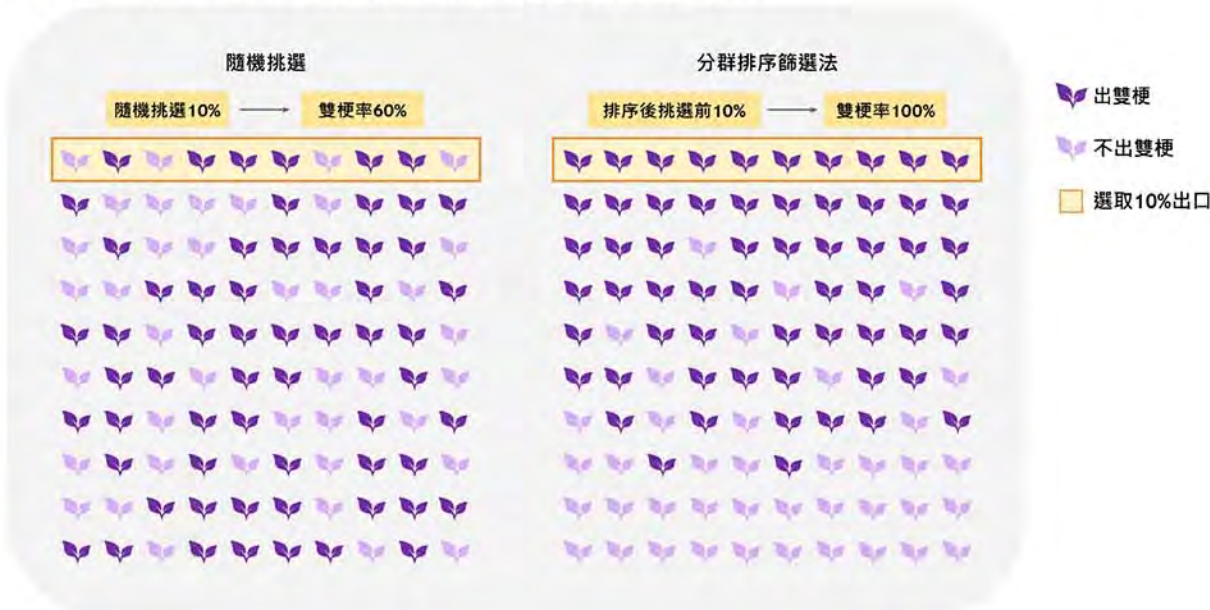 隨機挑選
隨機挑選10%
雙梗率60%
分群排序篩選法
排序後挑選前10%
雙梗率100%
出雙梗
不出雙梗
選取10%出口